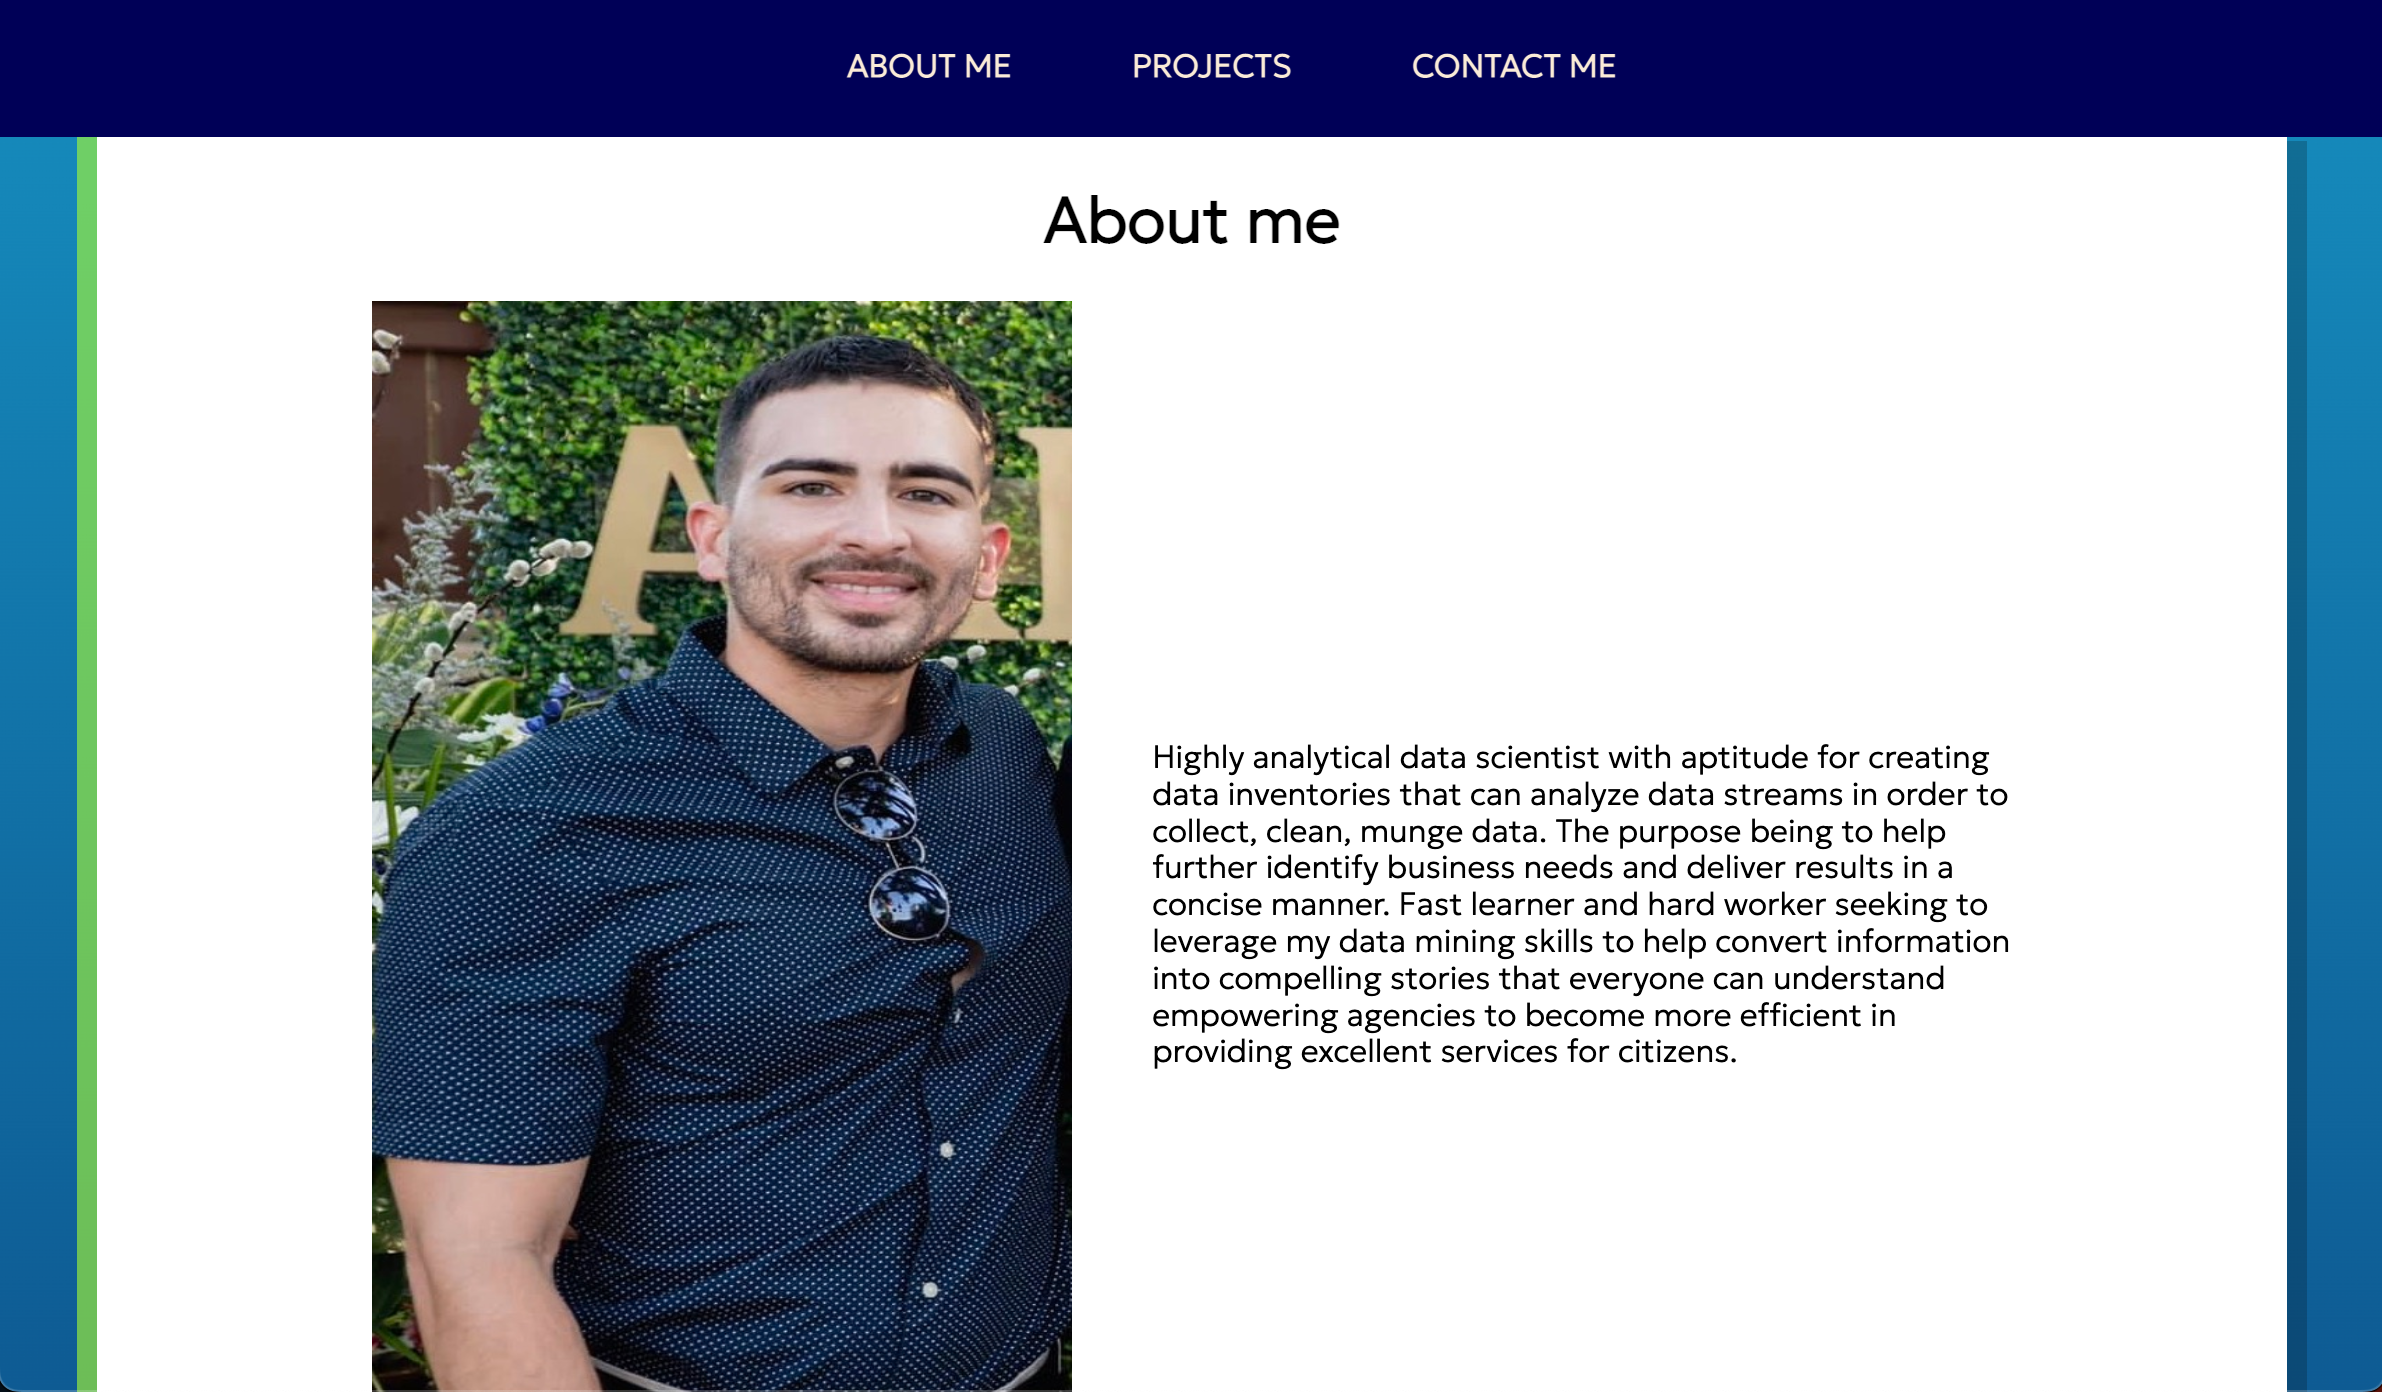 ABOUT ME PROJECTS CONTACT ME
About me
A
Highly analytical data scientist with aptitude for creating
data inventories that can analyze data streams in order to
collect, clean, munge data. The purpose being to help
further identify business needs and deliver results in a
concise manner. Fast learner and hard worker seeking to
leverage my data mining skills to help convert information
into compelling stories that everyone can understand
empowering agencies to become more efficient in
providing excellent services for citizens.